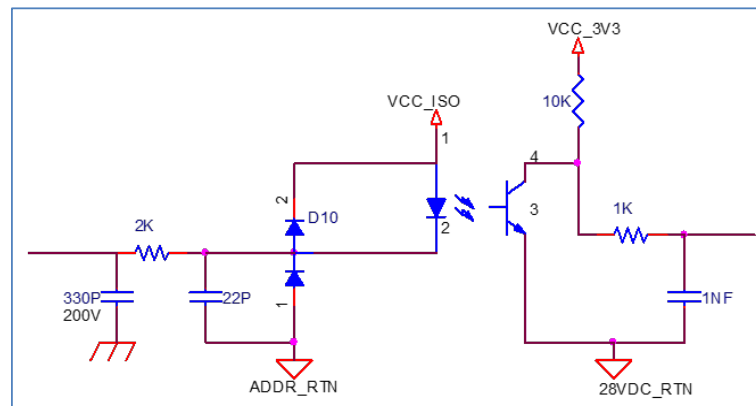 VCC_3V3
10K
VCC_ISO
1
4
2
D10
3
1K
2
2K
330P
200V
22P
1
1NF
ADDR_RTN
28VDC_RTN